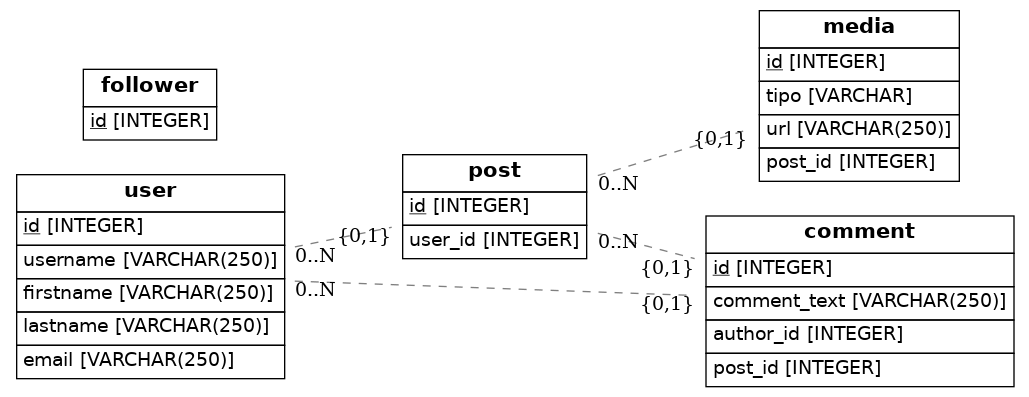 follower
id [INTEGER]
user
id [INTEGER]
username [VARCHAR(250)]
firstname [VARCHAR(250)]
lastname [VARCHAR(250)]
email [VARCHAR(250)]
0..N
{0,1}
0..N
{0,1}
post
id [INTEGER]
user_id [INTEGER]
0..N
{0,1}
0..N
{0,1}
media
id [INTEGER]
tipo [VARCHAR]
url [VARCHAR(250)]
post_id [INTEGER]
comment
id [INTEGER]
comment_text [VARCHAR(250)]
author_id [INTEGER]
post_id [INTEGER]